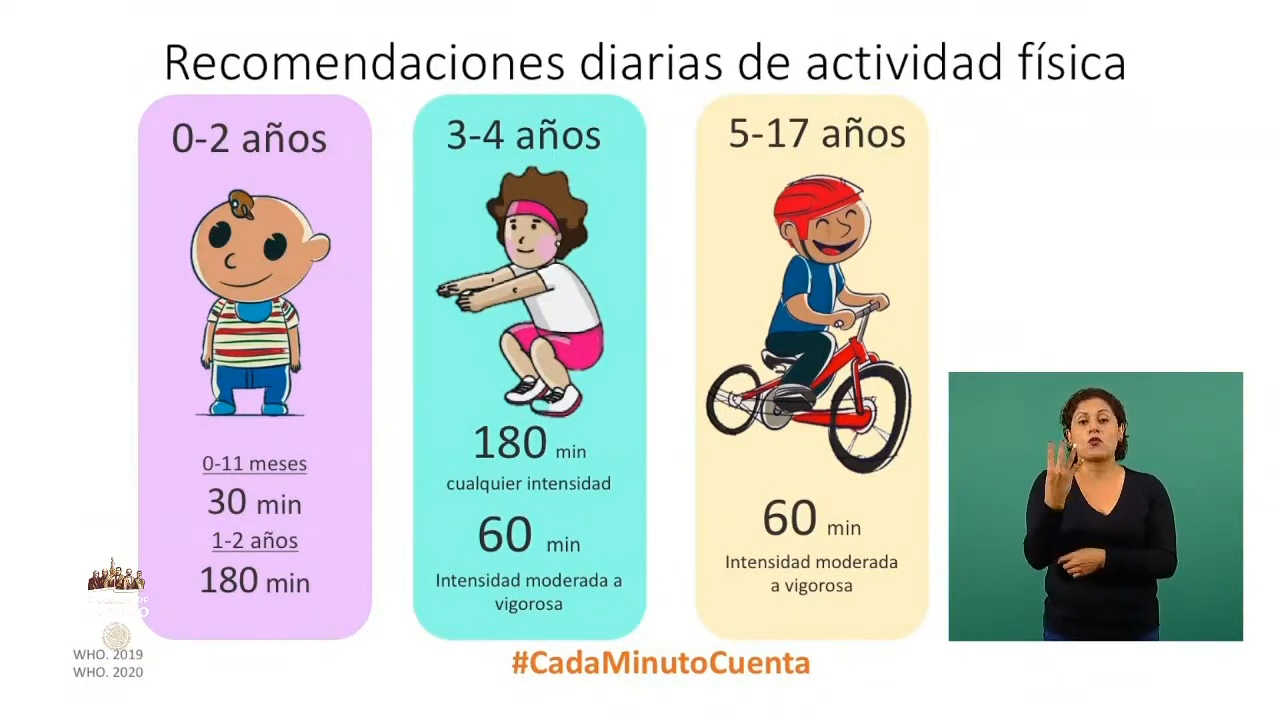 Recomendaciones diarias de actividad física
0-2 años
0-11 meses
30 min
1-2 años
180 min
3-4 años
180 min
cualquier intensidad
60 min
Intensidad moderada a
vigorosa
5-17 años
60 min
Intensidad moderada
a vigorosa
WHO. 2019
WHO. 2020
#CadaMinutoCuenta